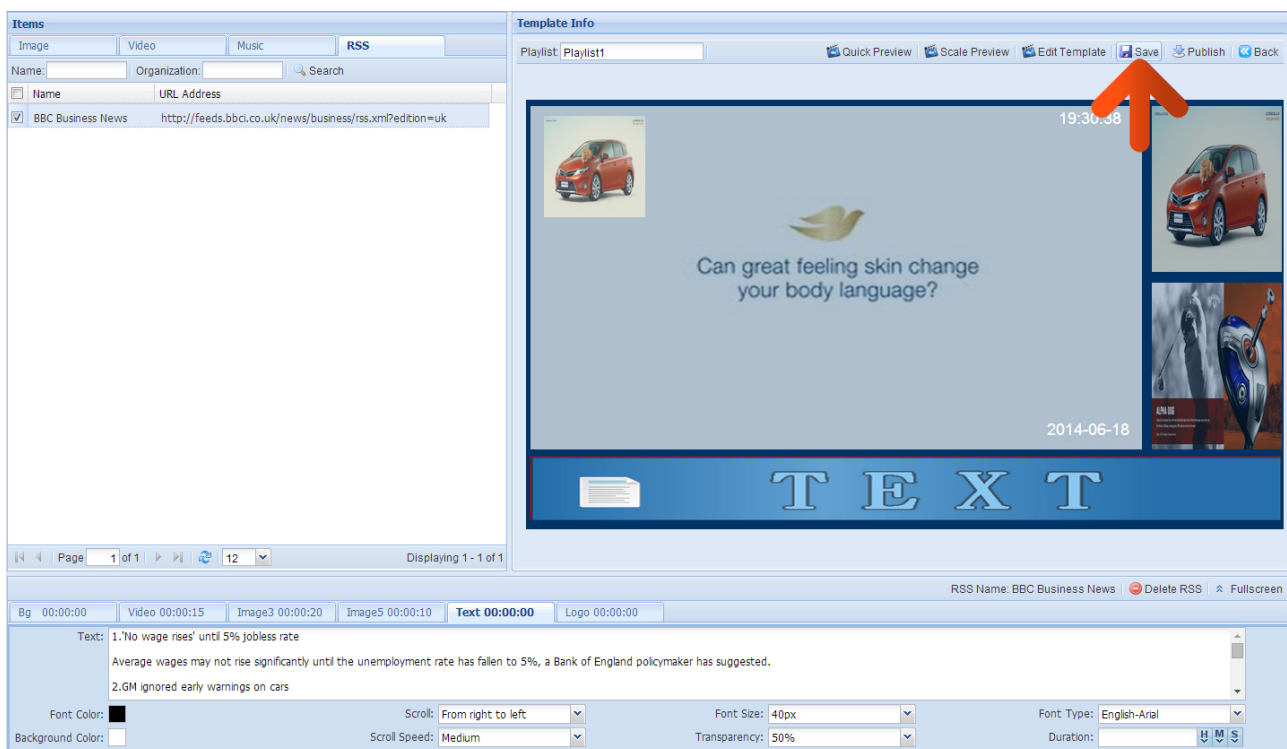 Items
Image Video Music RSS
Name: Organization: Search
Name URL Address
BBC Business News http://feeds.bbci.co.uk/news/business/rss.xml?edition=uk
Page 1 of 1 12 Displaying 1 - 1 of 1
Template Info
Playlist: Playlist1 Quick Preview Scale Preview Edit Template Save Publish Back
19:30:38
Can great feeling skin change
your body language?
ALPHA BIG
2014-06-18
TEXT
RSS Name: BBC Business News Delete RSS Fullscreen
Bg 00:00:00 Video 00:00:15 Image3 00:00:20 Image5 00:00:10 Text 00:00:00 Logo 00:00:00
Text: 1.'No wage rises' until 5% jobless rate
Average wages may not rise significantly until the unemployment rate has fallen to 5%, a Bank of England policymaker has suggested.
2.GM ignored early warnings on cars
Font Color: Scroll: From right to left Font Size: 40px Font Type: English-Arial
Background Color: Scroll Speed: Medium Transparency: 50% Duration: H M S